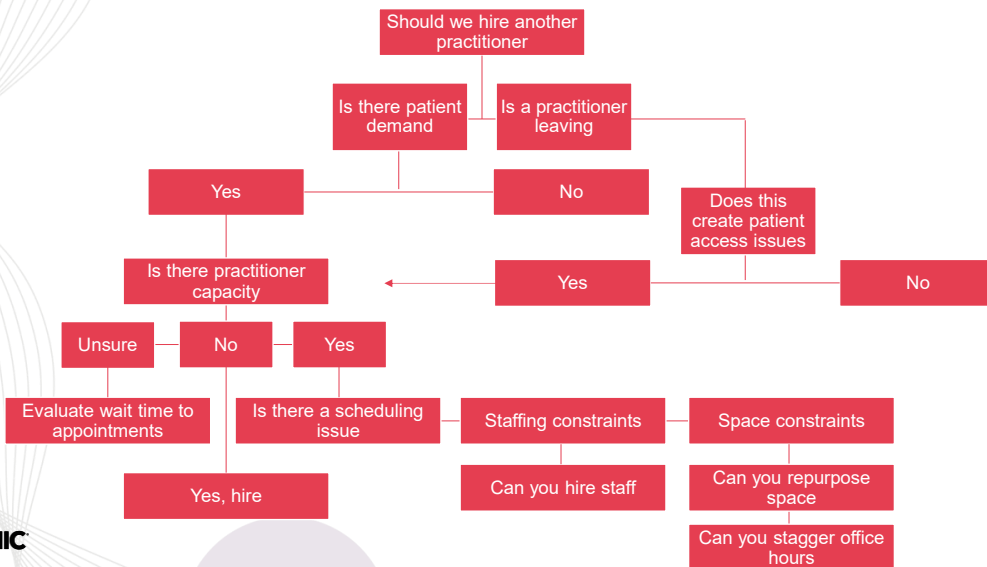 Should we hire another
practitioner
Is there patient
demand
Is a practitioner
leaving
Yes
No
Does this
create patient
access issues
Is there practitioner
capacity
Yes
No
Unsure
No
Yes
Evaluate wait time to
appointments
Is there a scheduling
issue
Staffing constraints
Space constraints
Yes, hire
Can you hire staff
Can you repurpose
space
Can you stagger office
hours